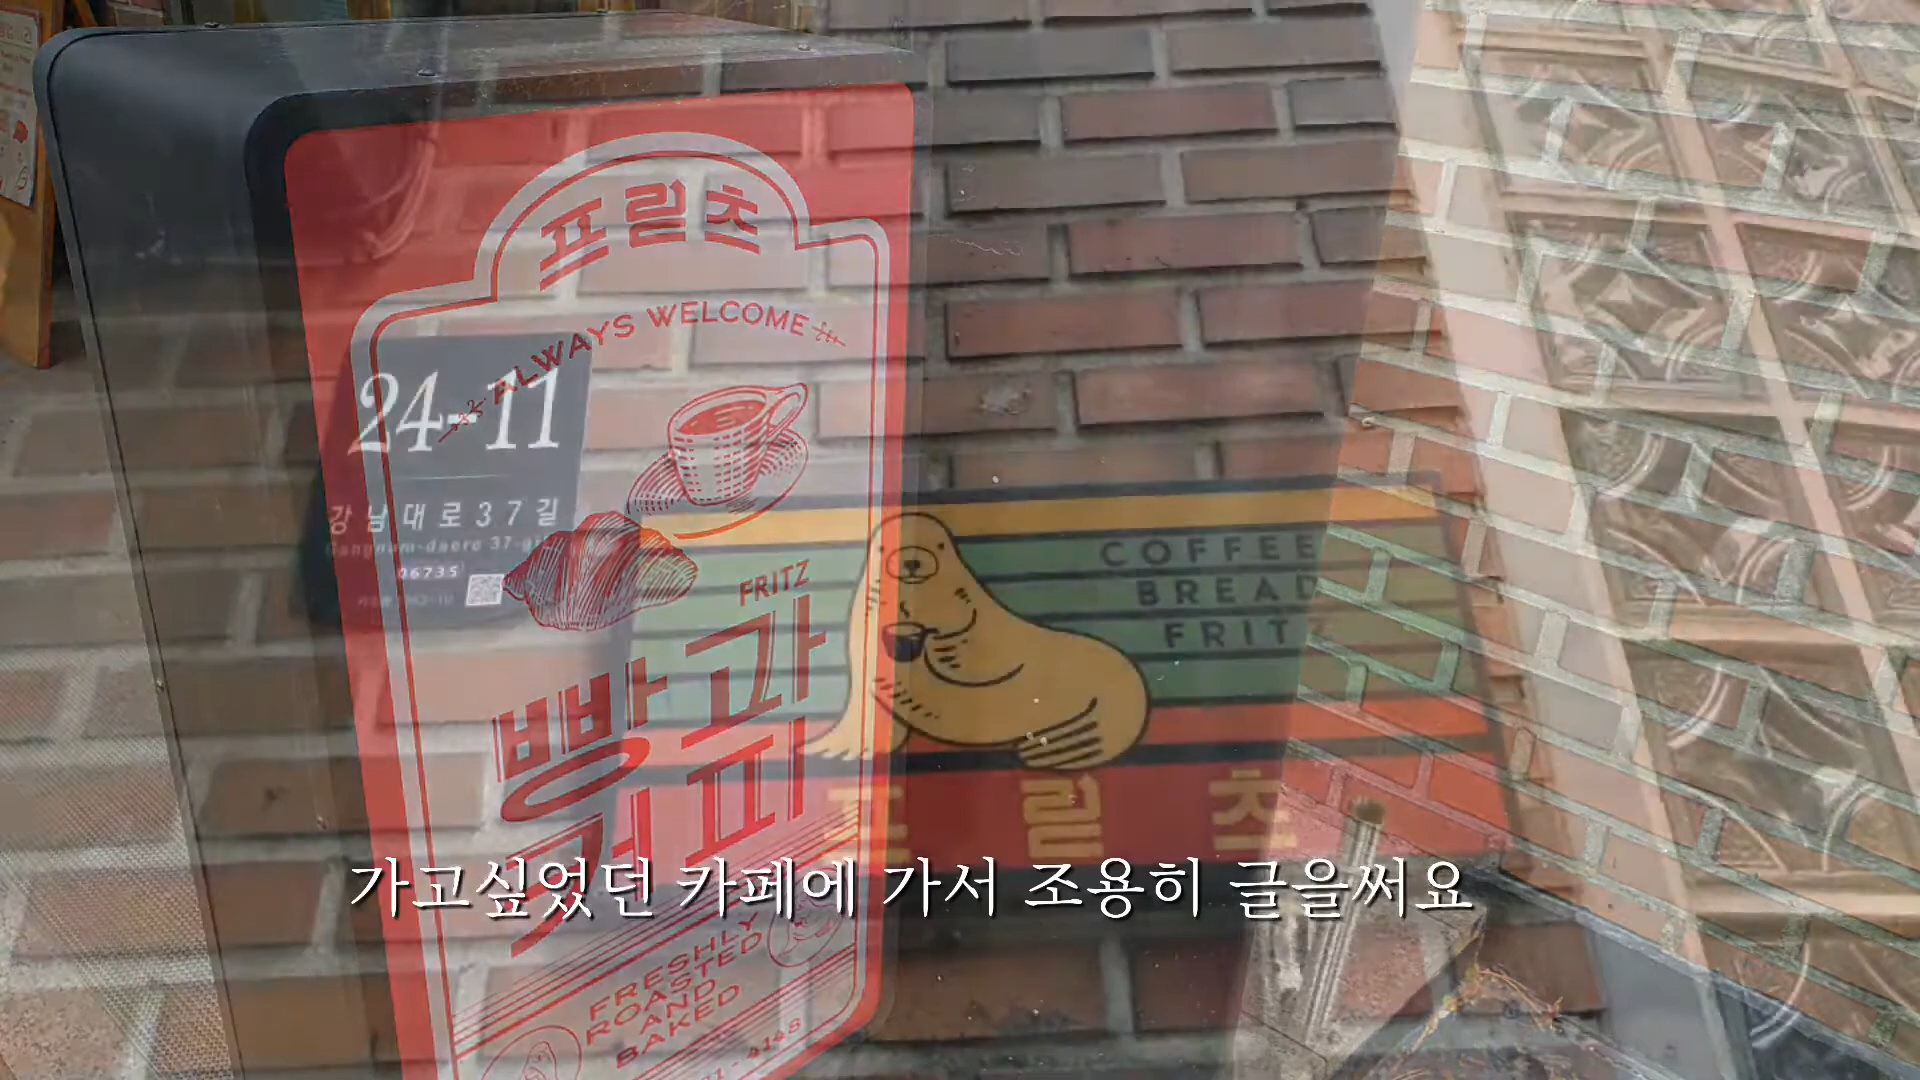 프릳츠
ALWAYS WELCOME
24-11
강남대로37길
Gangnam-daero 37-gil
06735
FRITZ
빵과
커피
COFFEE
BREAD
FRITZ
프릳츠
가고싶었던 카페에 가서 조용히 글을써요
FRESHLY
ROASTED
AND
BAKED